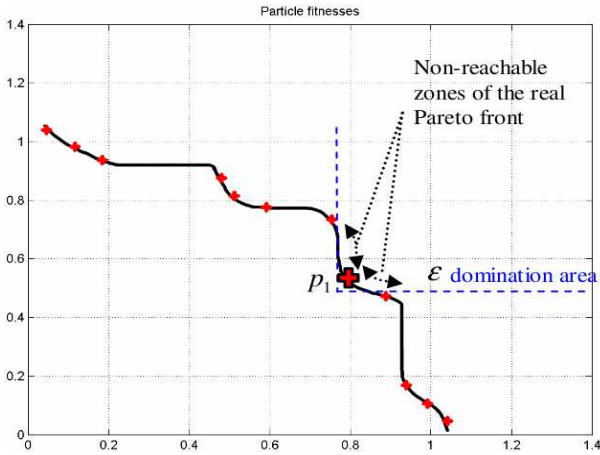 Particle fitnesses
1.4
1.2
1
0.8
0.6
0.4
0.2
0
Non-reachable
zones of the real
Pareto front
p1
ε domination area
0 0.2 0.4 0.6 0.8 1 1.2 1.4